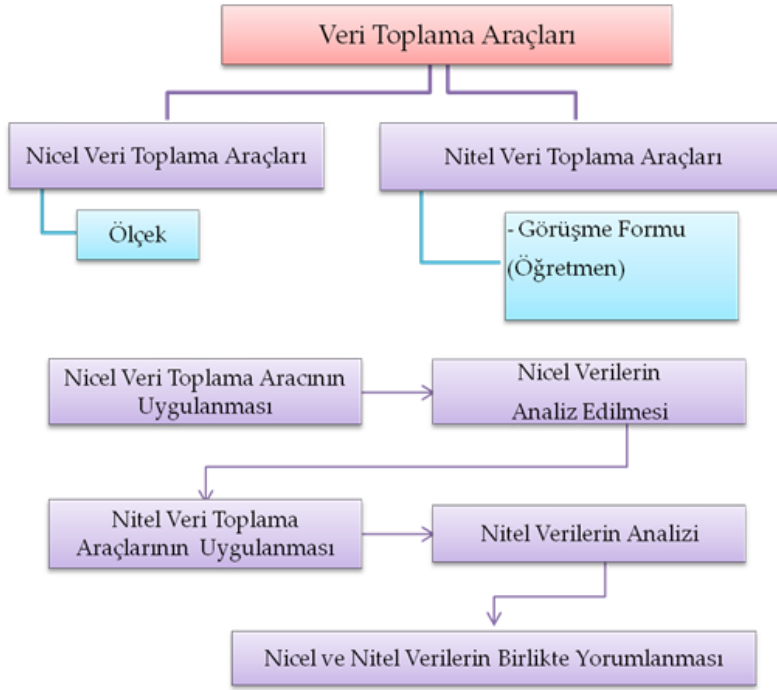 Veri Toplama Araçları
Nicel Veri Toplama Araçları
Nitel Veri Toplama Araçları
Ölçek
- Görüşme Formu
(Öğretmen)
Nicel Veri Toplama Aracının
Uygulanması
Nicel Verilerin
Analiz Edilmesi
Nitel Veri Toplama
Araçlarının Uygulanması
Nitel Verilerin Analizi
Nicel ve Nitel Verilerin Birlikte Yorumlanması